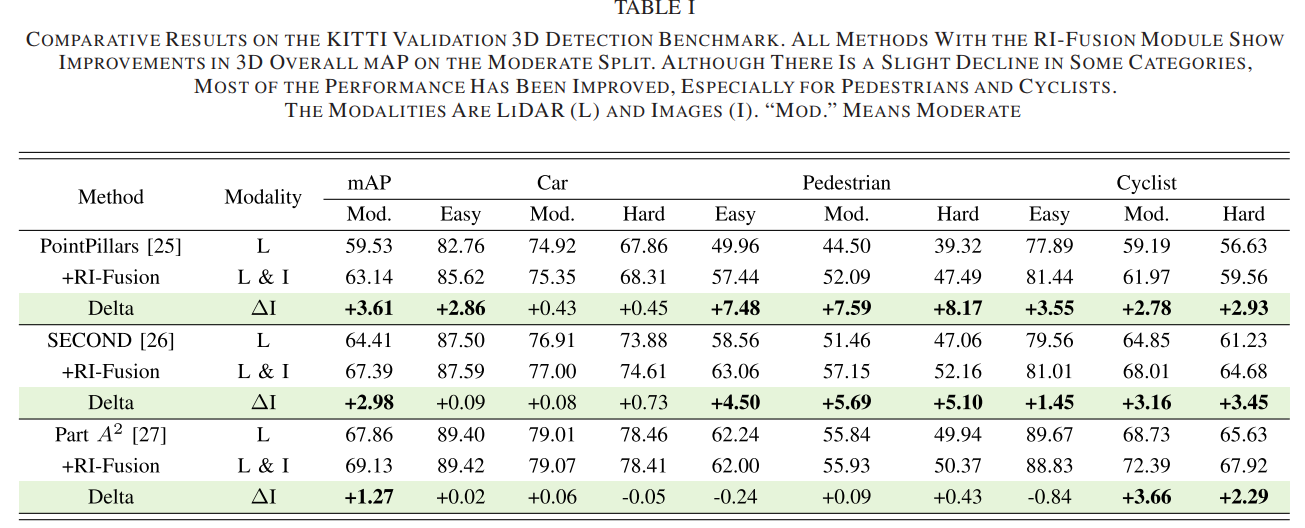 TABLE I
COMPARATIVE RESULTS ON THE KITTI VALIDATION 3D DETECTION BENCHMARK. ALL METHODS WITH THE RI-FUSION MODULE SHOW
IMPROVEMENTS IN 3D OVERALL MAP ON THE MODERATE SPLIT. ALTHOUGH THERE IS A SLIGHT DECLINE IN SOME CATEGORIES,
MOST OF THE PERFORMANCE HAS BEEN IMPROVED, ESPECIALLY FOR PEDESTRIANS AND CYCLISTS.
THE MODALITIES ARE LIDAR (L) AND IMAGES (I). “MOD.” MEANS MODERATE
Method Modality mAP Car Pedestrian Cyclist
Mod. Easy Mod. Hard Easy Mod. Hard Easy Mod. Hard
PointPillars [25] L 59.53 82.76 74.92 67.86 49.96 44.50 39.32 77.89 59.19 56.63
+RI-Fusion L & I 63.14 85.62 75.35 68.31 57.44 52.09 47.49 81.44 61.97 59.56
Delta ΔI +3.61 +2.86 +0.43 +0.45 +7.48 +7.59 +8.17 +3.55 +2.78 +2.93
SECOND [26] L 64.41 87.50 76.91 73.88 58.56 51.46 47.06 79.56 64.85 61.23
+RI-Fusion L & I 67.39 87.59 77.00 74.61 63.06 57.15 52.16 81.01 68.01 64.68
Delta ΔI +2.98 +0.09 +0.08 +0.73 +4.50 +5.69 +5.10 +1.45 +3.16 +3.45
Part A² [27] L 67.86 89.40 79.01 78.46 62.24 55.84 49.94 89.67 68.73 65.63
+RI-Fusion L & I 69.13 89.42 79.07 78.41 62.00 55.93 50.37 88.83 72.39 67.92
Delta ΔI +1.27 +0.02 +0.06 -0.05 -0.24 +0.09 +0.43 -0.84 +3.66 +2.29